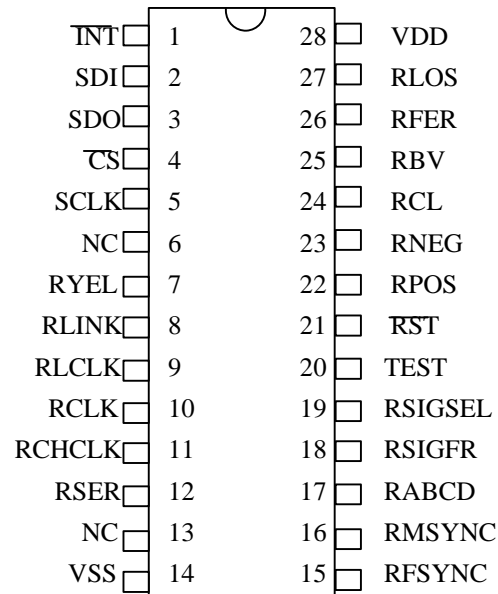 INT 1 28 VDD
SDI 2 27 RLOS
SDO 3 26 RFER
CS 4 25 RBV
SCLK 5 24 RCL
NC 6 23 RNEG
RYEL 7 22 RPOS
RLINK 8 21 RST
RLCLK 9 20 TEST
RCLK 10 19 RSIGSEL
RCHCLK 11 18 RSIGFR
RSER 12 17 RABCD
NC 13 16 RMSYNC
VSS 14 15 RFSYNC